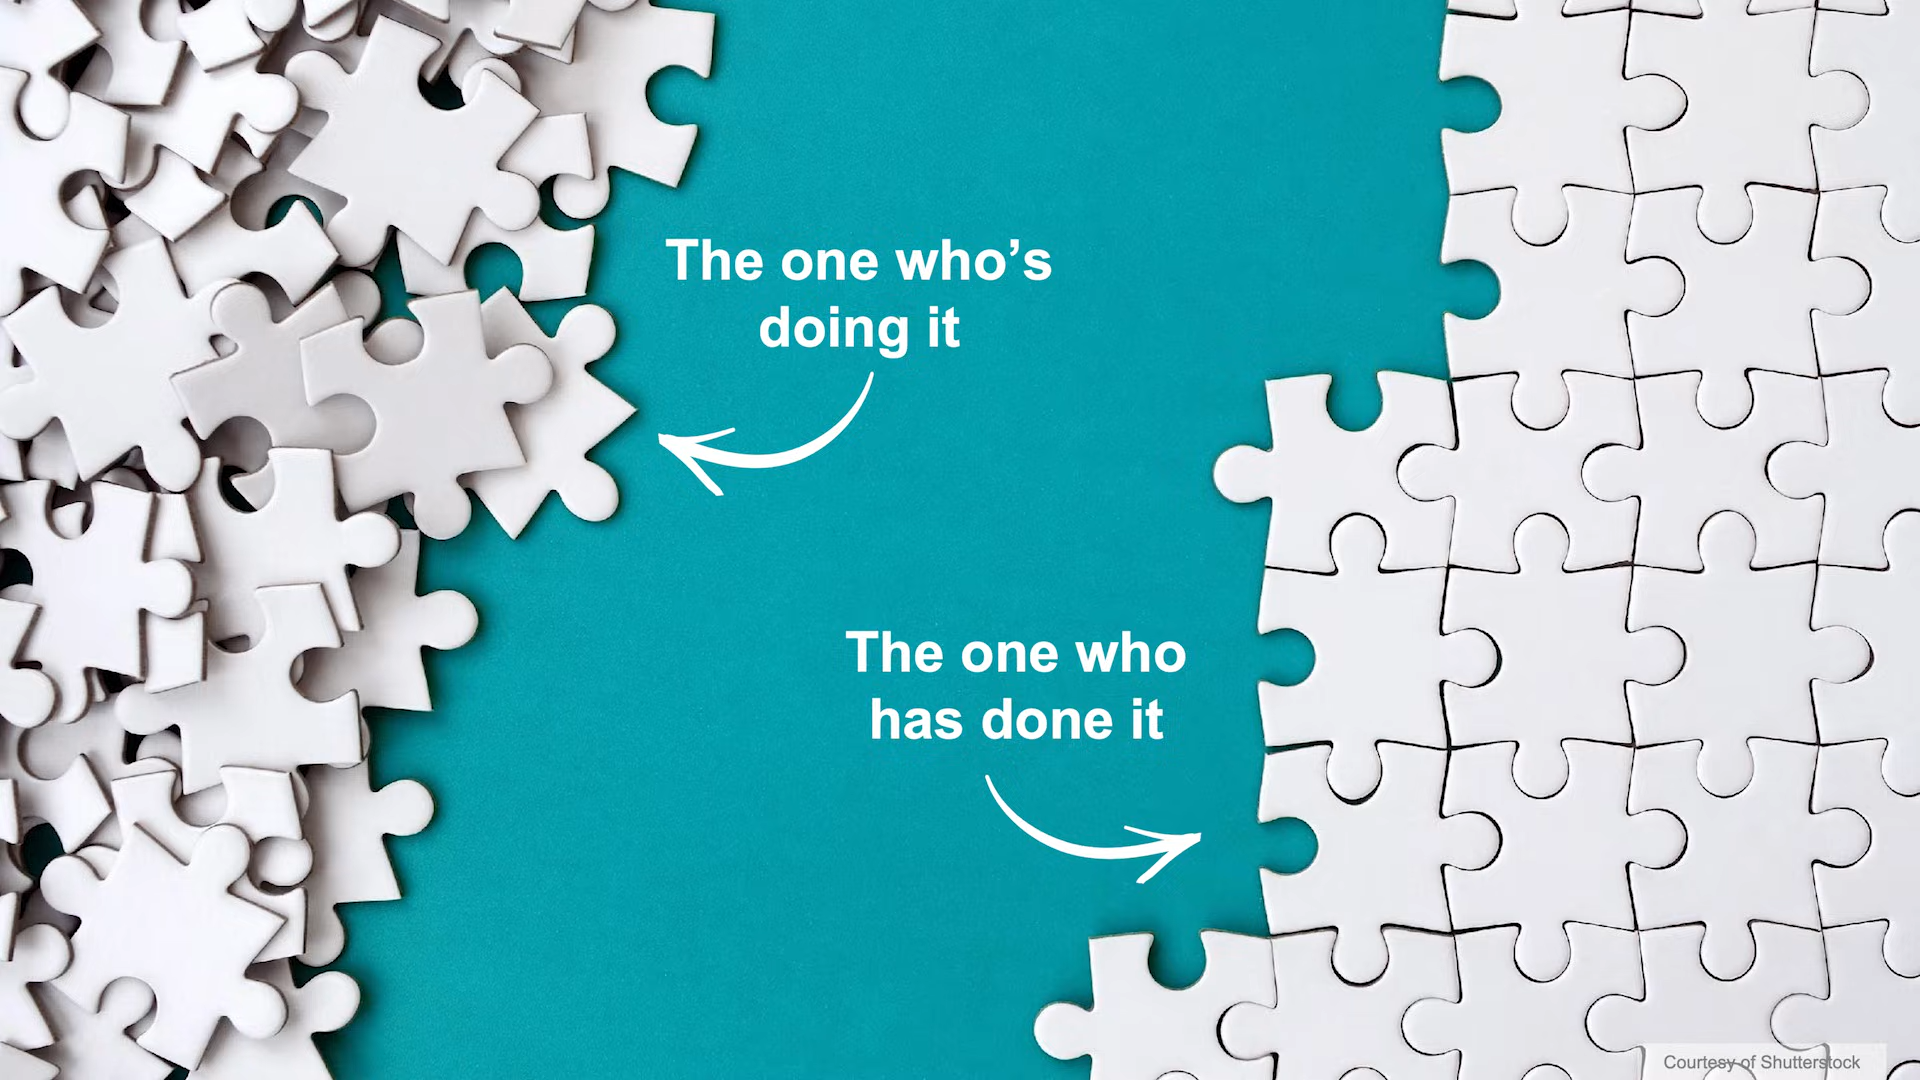 The one who’s
doing it
The one who
has done it
Courtesy of Shutterstock